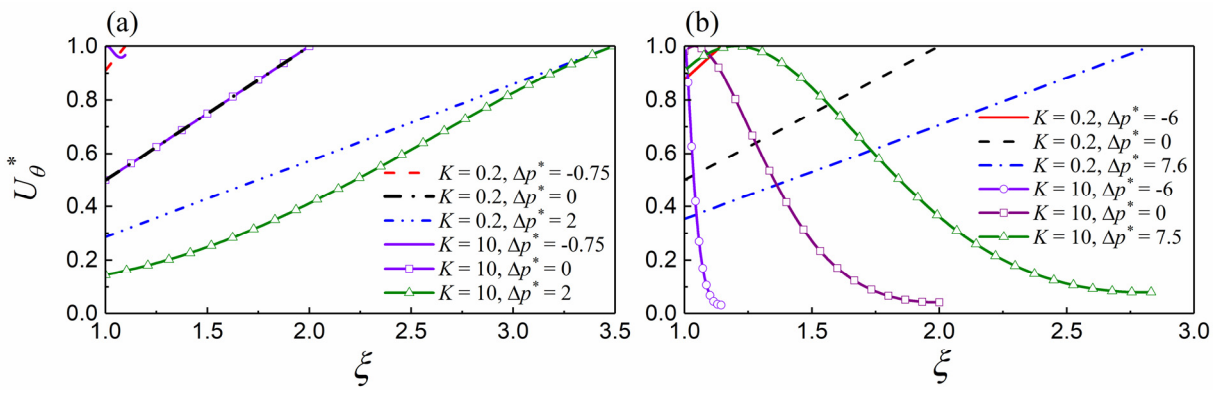 (a)
U_θ^*
1.0
0.8
0.6
0.4
0.2
0.0
K = 0.2, Δp* = -0.75
K = 0.2, Δp* = 0
K = 0.2, Δp* = 2
K = 10, Δp* = -0.75
K = 10, Δp* = 0
K = 10, Δp* = 2
1.0 1.5 2.0 2.5 3.0 3.5
ξ
(b)
1.0
0.8
0.6
0.4
0.2
0.0
K = 0.2, Δp* = -6
K = 0.2, Δp* = 0
K = 0.2, Δp* = 7.6
K = 10, Δp* = -6
K = 10, Δp* = 0
K = 10, Δp* = 7.5
1.0 1.5 2.0 2.5 3.0
ξ